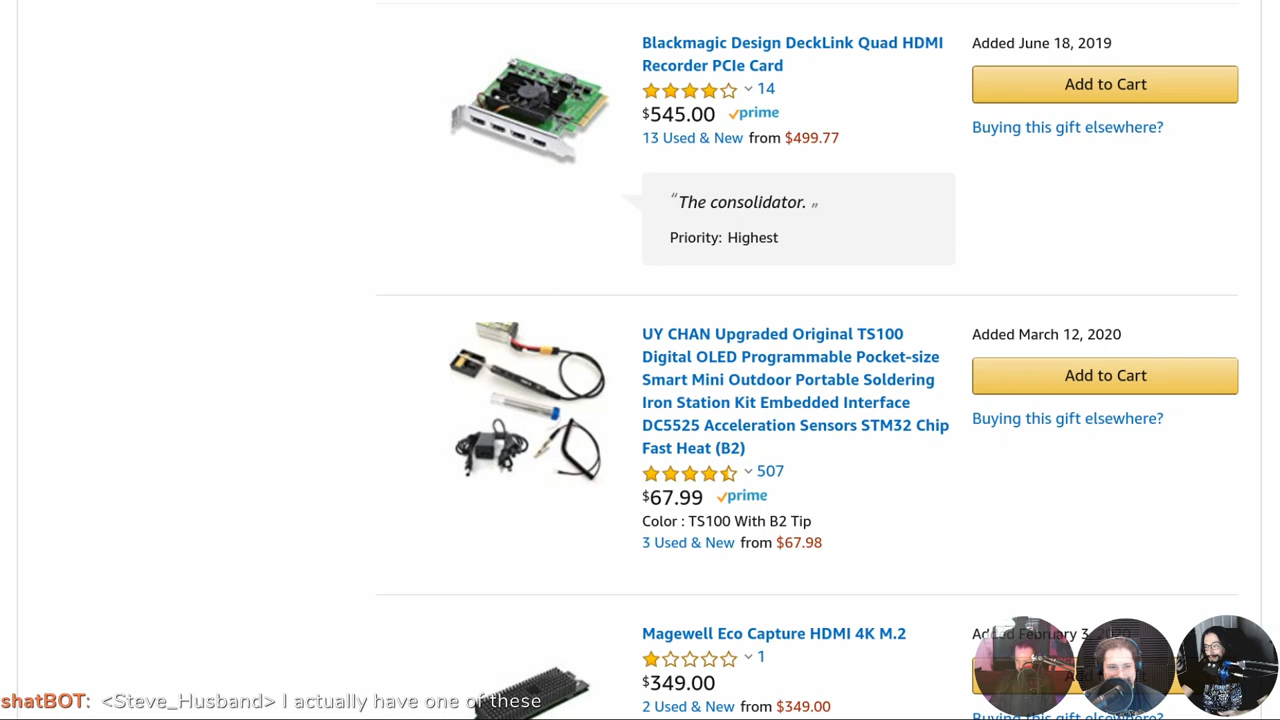 Blackmagic Design DeckLink Quad HDMI
Recorder PCIe Card
14
$545.00 prime
13 Used & New from $499.77
Added June 18, 2019
Add to Cart
Buying this gift elsewhere?
“The consolidator.”
Priority: Highest
UY CHAN Upgraded Original TS100
Digital OLED Programmable Pocket-size
Smart Mini Outdoor Portable Soldering
Iron Station Kit Embedded Interface
DC5525 Acceleration Sensors STM32 Chip
Fast Heat (B2)
507
$67.99 prime
Color : TS100 With B2 Tip
3 Used & New from $67.98
Added March 12, 2020
Add to Cart
Buying this gift elsewhere?
Magewell Eco Capture HDMI 4K M.2
1
$349.00
2 Used & New from $349.00
February 3,
shatBOT: <Steve_Husband> I actually have one of these